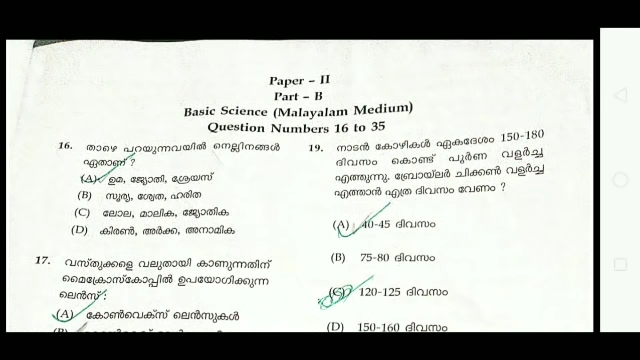 Paper – II
Part – B
Basic Science (Malayalam Medium)
Question Numbers 16 to 35
16. താഴെ പറയുന്നവയിൽ നെല്ലിനങ്ങൾ
ഏതാണ് ?
(A) ഉമ, ജ്യോതി, ശ്രേയസ്
(B) സൂര്യ, ശ്വേത, ഹരിത
(C) ലോല, മാലിക, ജ്യോതിക
(D) കിരൺ, അർക്ക, അനാമിക
17. വസ്തുക്കളെ വലുതായി കാണുന്നതിന്
മൈക്രോസ്കോപ്പിൽ ഉപയോഗിക്കുന്ന
ലെൻസ് :
(A) കോൺവെക്സ് ലെൻസുകൾ
(B)
19. നാടൻ കോഴികൾ ഏകദേശം 150-180
ദിവസം കൊണ്ട് പൂർണ വളർച്ച
എത്തുന്നു. ബ്രോയ്‌ലർ ചിക്കൺ വളർച്ച
എത്താൻ എത്ര ദിവസം വേണം ?
(A) 40-45 ദിവസം
(B) 75-80 ദിവസം
(C) 120-125 ദിവസം
(D) 150-160 ദിവസം